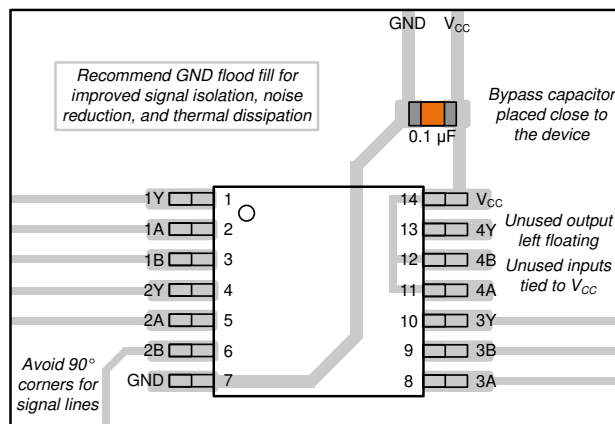 GND V_CC
Recommend GND flood fill for
improved signal isolation, noise
reduction, and thermal dissipation
0.1 µF
Bypass capacitor
placed close to
the device
1Y 1 14 V_CC
1A 2 13 4Y
1B 3 12 4B
2Y 4 11 4A
2A 5 10 3Y
2B 6 9 3B
GND 7 8 3A
Unused output
left floating
Unused inputs
tied to V_CC
Avoid 90°
corners for
signal lines